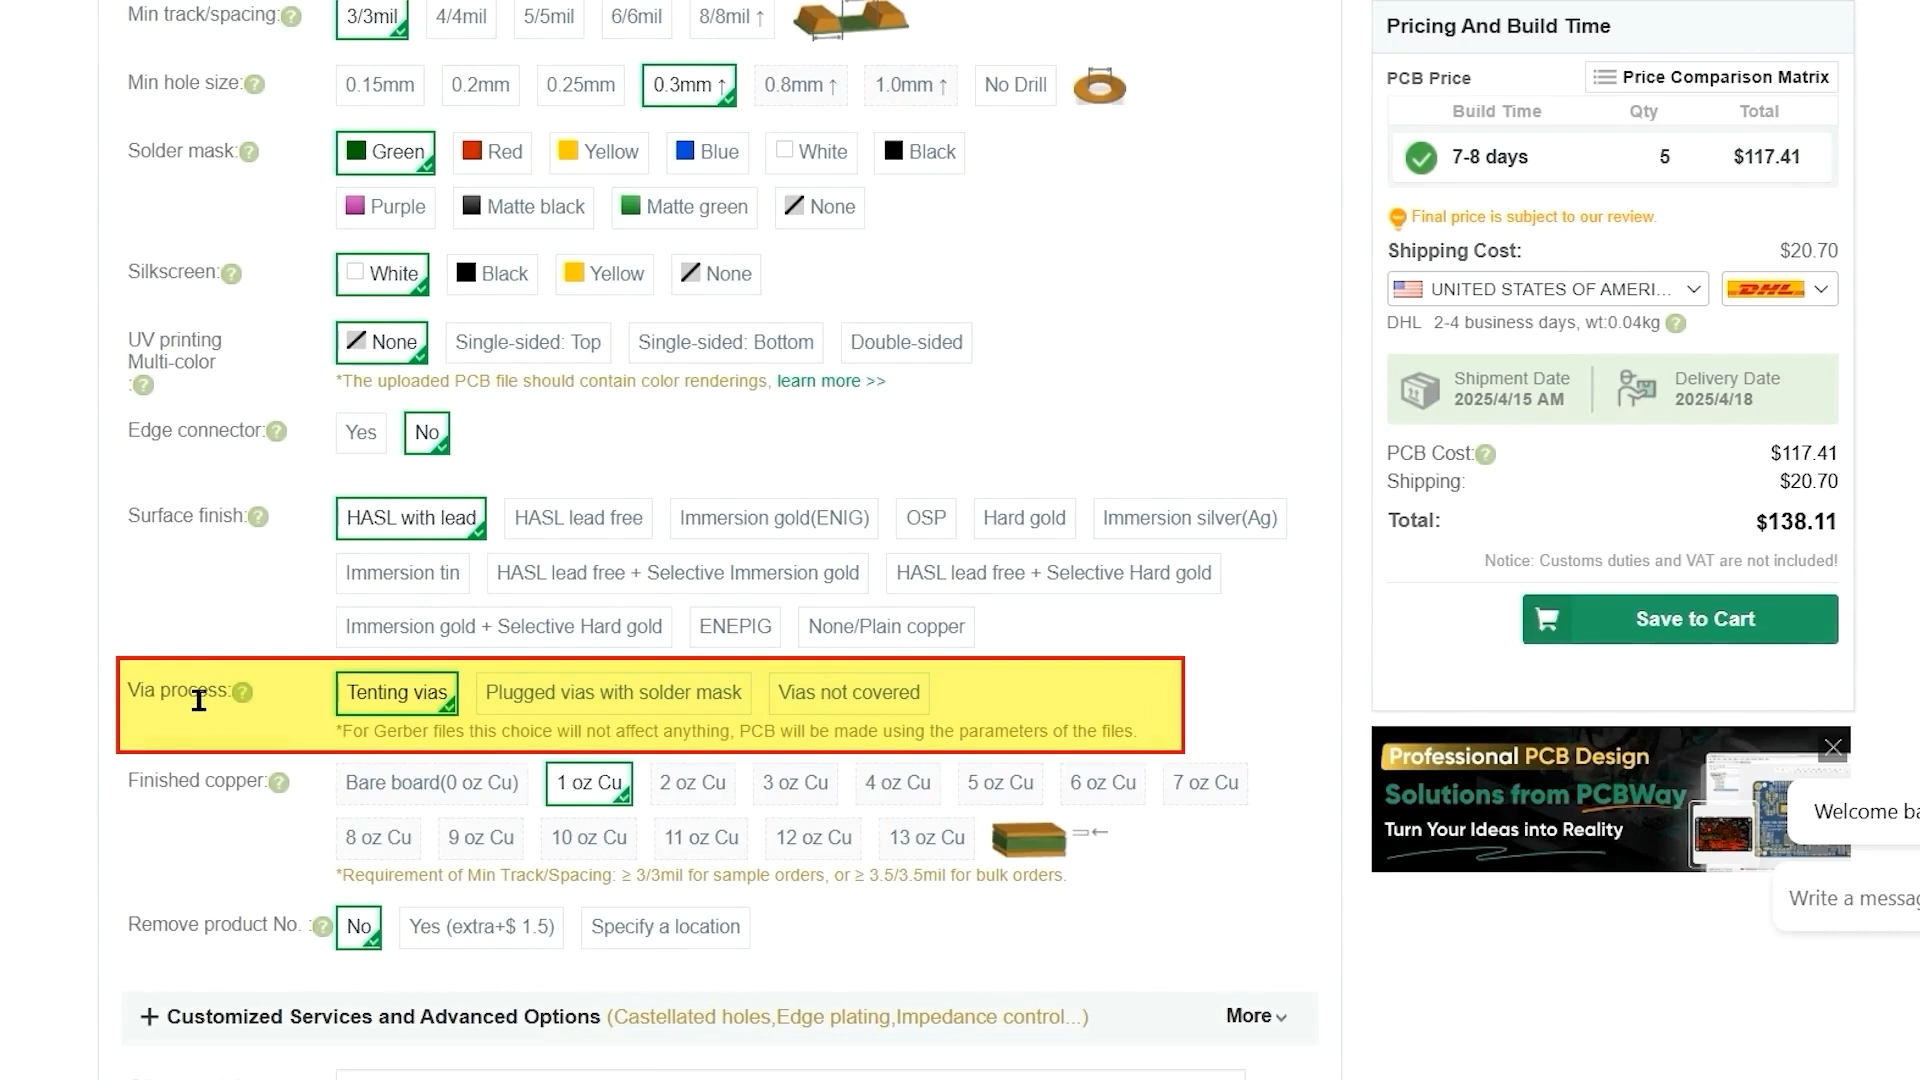 Min track/spacing:?
3/3mil 4/4mil 5/5mil 6/6mil 8/8mil ↑
Min hole size:?
0.15mm 0.2mm 0.25mm 0.3mm ↑ 0.8mm ↑ 1.0mm ↑ No Drill
Solder mask:?
Green Red Yellow Blue White Black
Purple Matte black Matte green None
Silkscreen:?
White Black Yellow None
UV printing
Multi-color
:?
None Single-sided: Top Single-sided: Bottom Double-sided
*The uploaded PCB file should contain color renderings, learn more >>
Edge connector:?
Yes No
Surface finish:?
HASL with lead HASL lead free Immersion gold(ENIG) OSP Hard gold Immersion silver(Ag)
Immersion tin HASL lead free + Selective Immersion gold HASL lead free + Selective Hard gold
Immersion gold + Selective Hard gold ENEPIG None/Plain copper
Via process:?
Tenting vias Plugged vias with solder mask Vias not covered
*For Gerber files this choice will not affect anything, PCB will be made using the parameters of the files.
Finished copper:?
Bare board(0 oz Cu) 1 oz Cu 2 oz Cu 3 oz Cu 4 oz Cu 5 oz Cu 6 oz Cu 7 oz Cu
8 oz Cu 9 oz Cu 10 oz Cu 11 oz Cu 12 oz Cu 13 oz Cu
*Requirement of Min Track/Spacing: ≥ 3/3mil for sample orders, or ≥ 3.5/3.5mil for bulk orders.
Remove product No. :?
No Yes (extra+$ 1.5) Specify a location
+ Customized Services and Advanced Options (Castellated holes,Edge plating,Impedance control...) More
Pricing And Build Time
PCB Price Price Comparison Matrix
Build Time Qty Total
7-8 days 5 $117.41
Final price is subject to our review.
Shipping Cost: $20.70
UNITED STATES OF AMERI... DHL
DHL 2-4 business days, wt:0.04kg ?
Shipment Date
2025/4/15 AM
Delivery Date
2025/4/18
PCB Cost:? $117.41
Shipping: $20.70
Total: $138.11
Notice: Customs duties and VAT are not included!
Save to Cart
Professional PCB Design
Solutions from PCBWay
Turn Your Ideas into Reality
Welcome ba
Write a messag